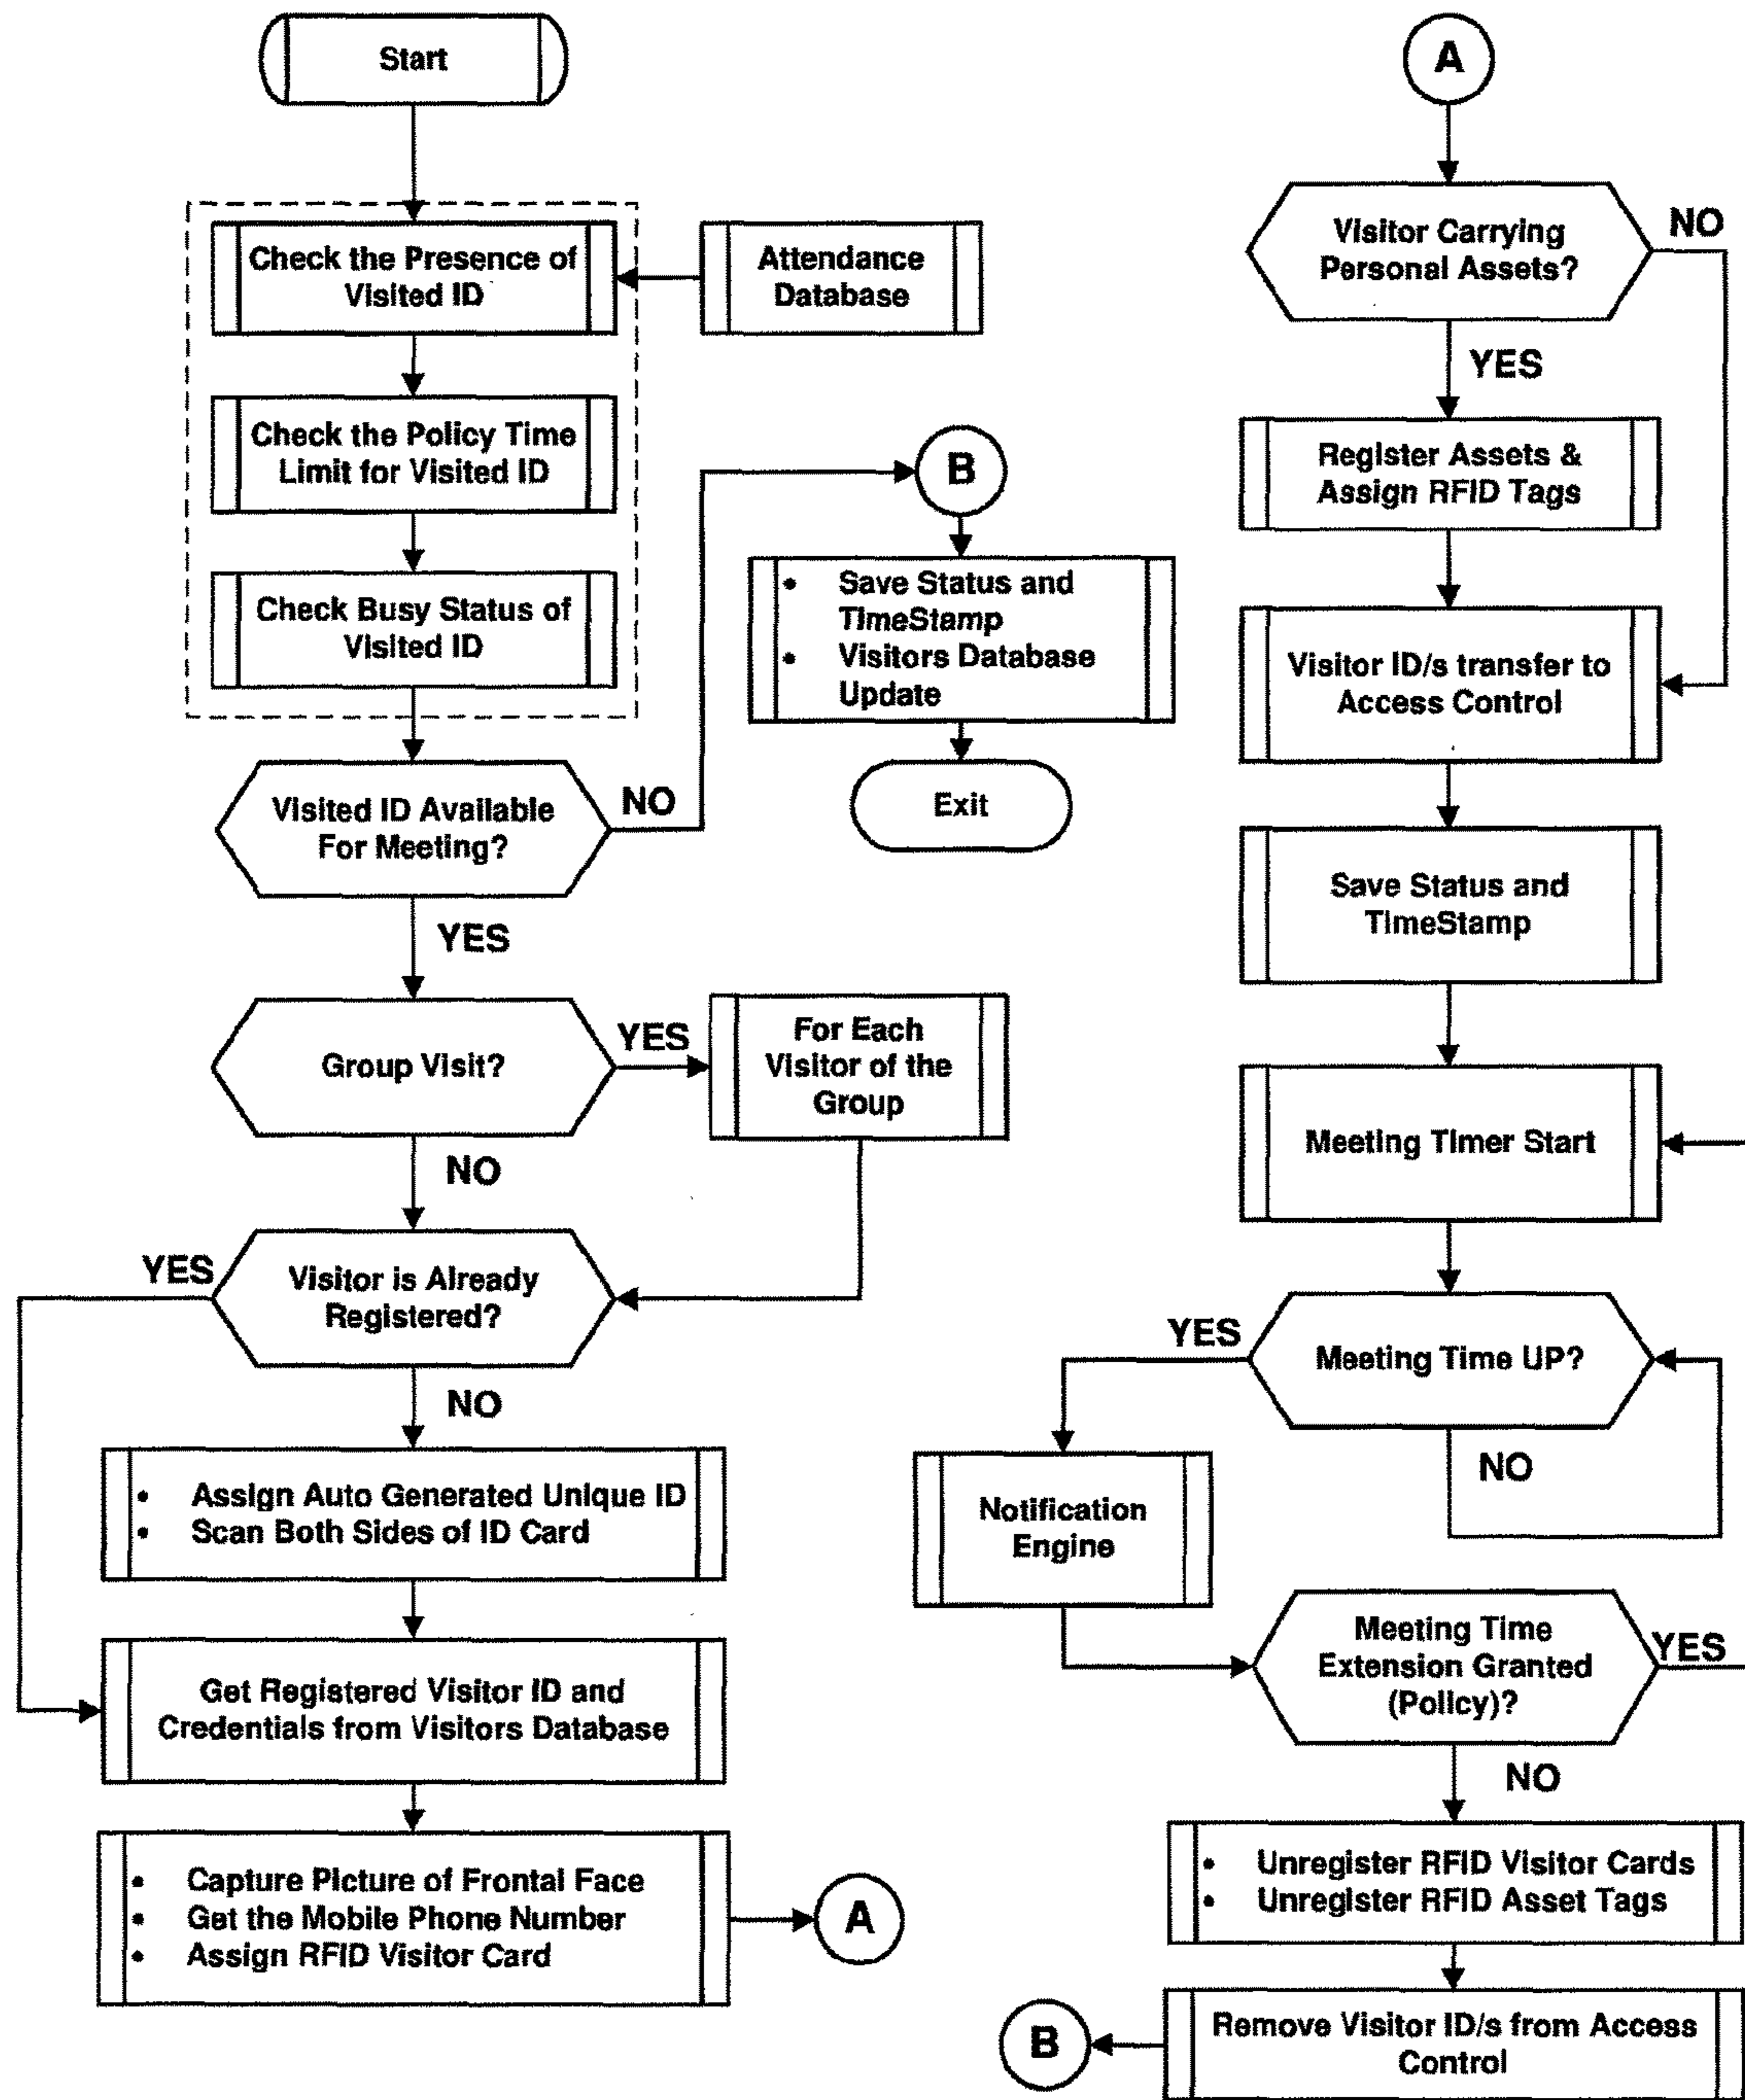 Start
Check the Presence of
Visited ID
Attendance
Database
Check the Policy Time
Limit for Visited ID
Check Busy Status of
Visited ID
Visited ID Available
For Meeting?
NO
B
• Save Status and
TimeStamp
• Visitors Database
Update
Exit
YES
Group Visit?
YES
For Each
Visitor of the
Group
NO
YES
Visitor is Already
Registered?
NO
• Assign Auto Generated Unique ID
• Scan Both Sides of ID Card
Get Registered Visitor ID and
Credentials from Visitors Database
• Capture Picture of Frontal Face
• Get the Mobile Phone Number
• Assign RFID Visitor Card
A
A
Visitor Carrying
Personal Assets?
NO
YES
Register Assets &
Assign RFID Tags
Visitor ID/s transfer to
Access Control
Save Status and
TimeStamp
Meeting Timer Start
YES
Meeting Time UP?
NO
Notification
Engine
Meeting Time
Extension Granted
(Policy)?
YES
NO
• Unregister RFID Visitor Cards
• Unregister RFID Asset Tags
Remove Visitor ID/s from Access
Control
B